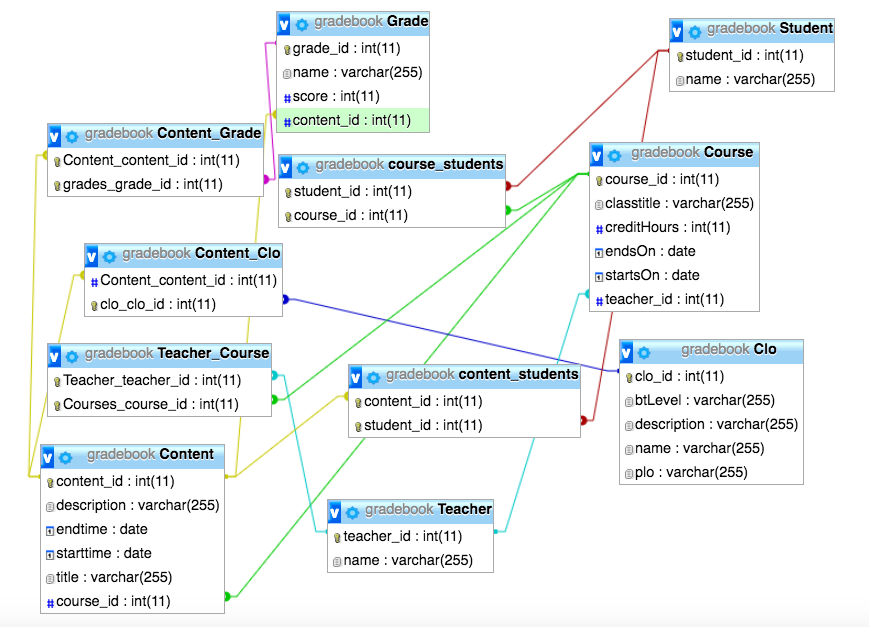 gradebook Grade
grade_id : int(11)
name : varchar(255)
score : int(11)
content_id : int(11)
gradebook Student
student_id : int(11)
name : varchar(255)
gradebook Content_Grade
Content_content_id : int(11)
grades_grade_id : int(11)
gradebook course_students
student_id : int(11)
course_id : int(11)
gradebook Course
course_id : int(11)
classtitle : varchar(255)
creditHours : int(11)
endsOn : date
startsOn : date
teacher_id : int(11)
gradebook Content_Clo
Content_content_id : int(11)
clo_clo_id : int(11)
gradebook Teacher_Course
Teacher_teacher_id : int(11)
Courses_course_id : int(11)
gradebook content_students
content_id : int(11)
student_id : int(11)
gradebook Clo
clo_id : int(11)
btLevel : varchar(255)
description : varchar(255)
name : varchar(255)
plo : varchar(255)
gradebook Content
content_id : int(11)
description : varchar(255)
endtime : date
starttime : date
title : varchar(255)
course_id : int(11)
gradebook Teacher
teacher_id : int(11)
name : varchar(255)